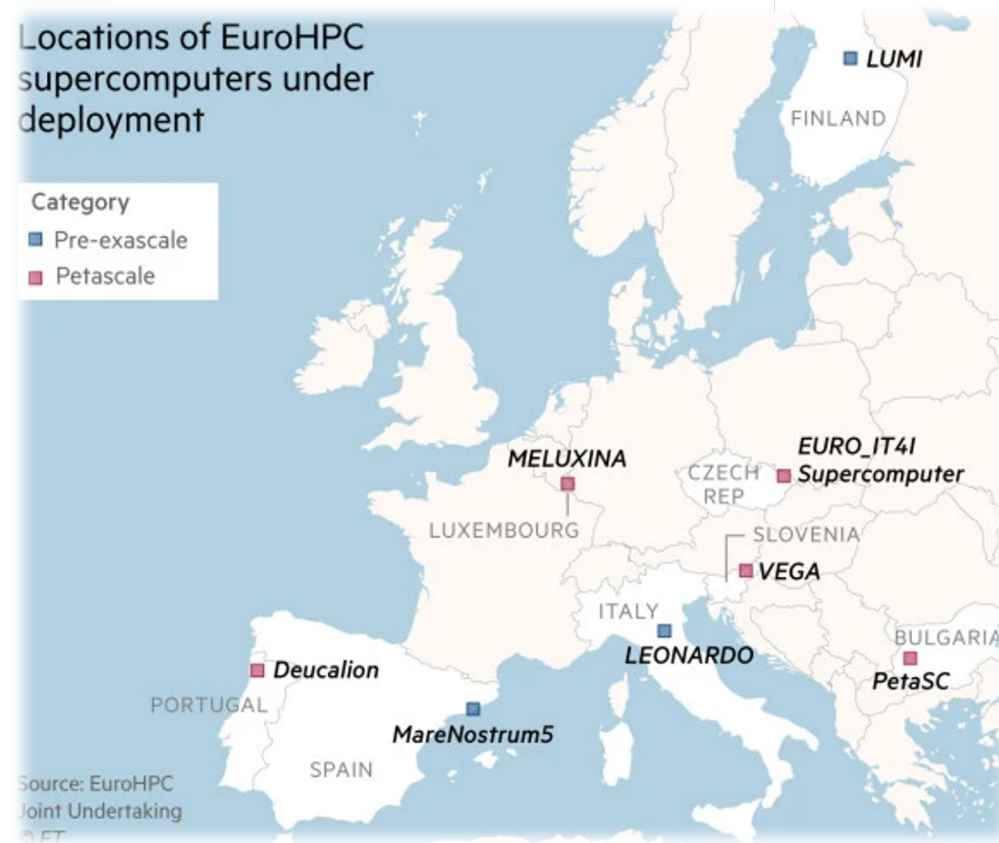 Locations of EuroHPC
supercomputers under
deployment
Category
Pre-exascale
Petascale
LUMI
FINLAND
EURO_IT4I
Supercomputer
CZECH
REP
MELUXINA
LUXEMBOURG
SLOVENIA
VEGA
ITALY
LEONARDO
BULGARIA
PetaSC
Deucalion
PORTUGAL
MareNostrum5
SPAIN
Source: EuroHPC
Joint Undertaking
© FT